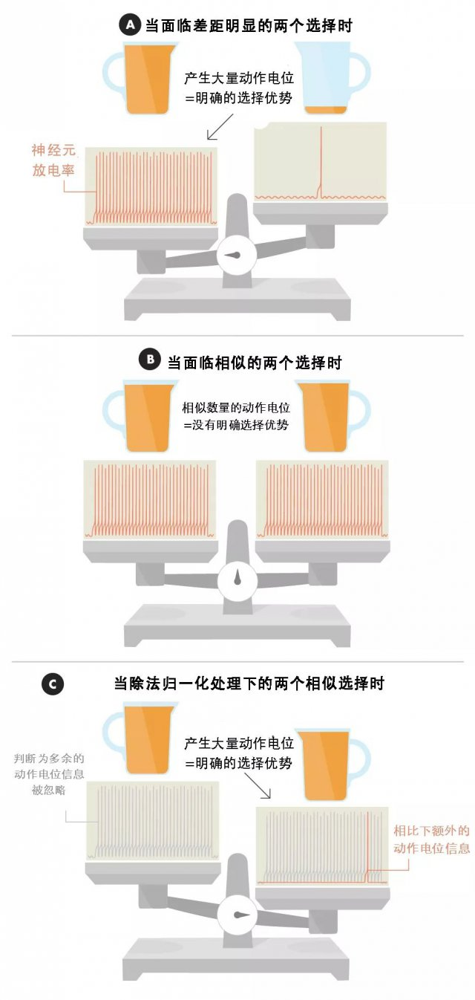 A 当面临差距明显的两个选择时
产生大量动作电位
=明确的选择优势
神经元
放电率
B 当面临相似的两个选择时
相似数量的动作电位
=没有明确选择优势
C 当除法归一化处理下的两个相似选择时
产生大量动作电位
=明确的选择优势
判断为多余的
动作电位信息
被忽略
相比下额外的
动作电位信息